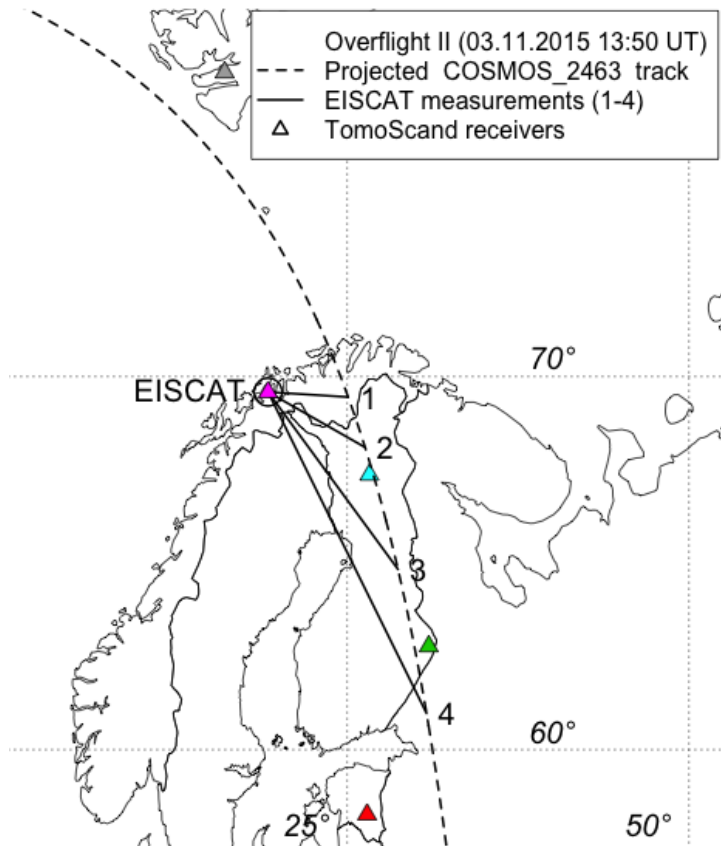 Overflight II (03.11.2015 13:50 UT)
Projected COSMOS_2463 track
EISCAT measurements (1-4)
TomoScand receivers
70°
EISCAT
1
2
3
4
60°
25°
50°